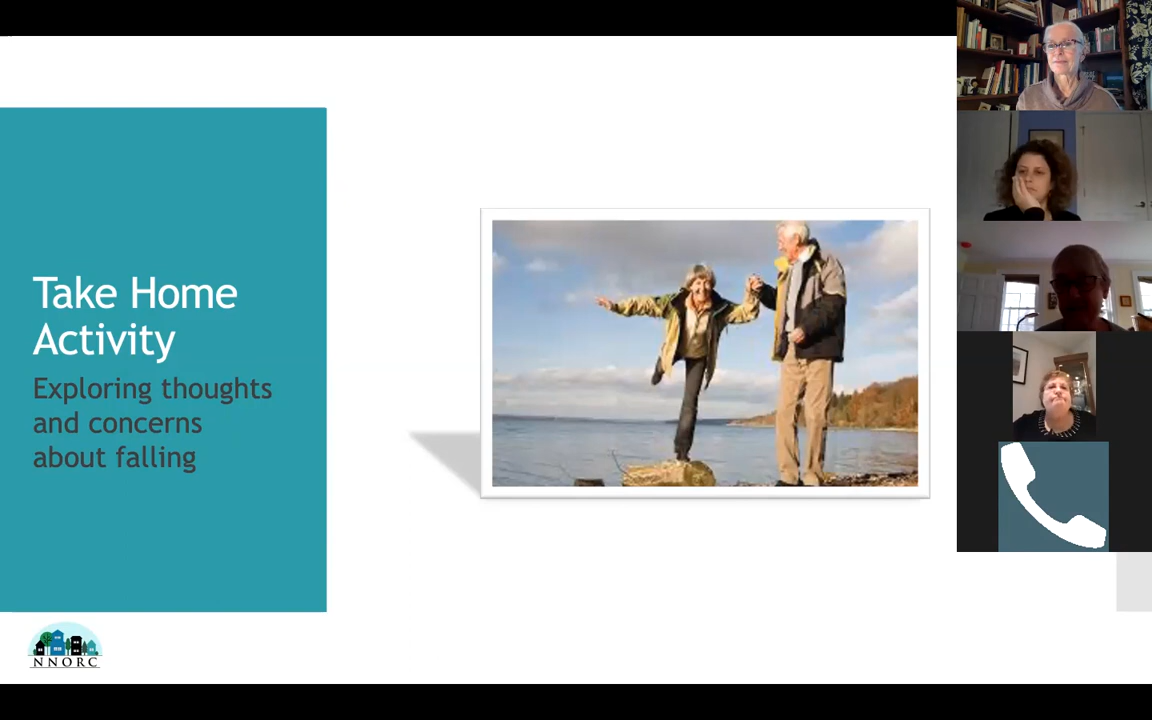 Take Home
Activity
Exploring thoughts
and concerns
about falling
NNORC